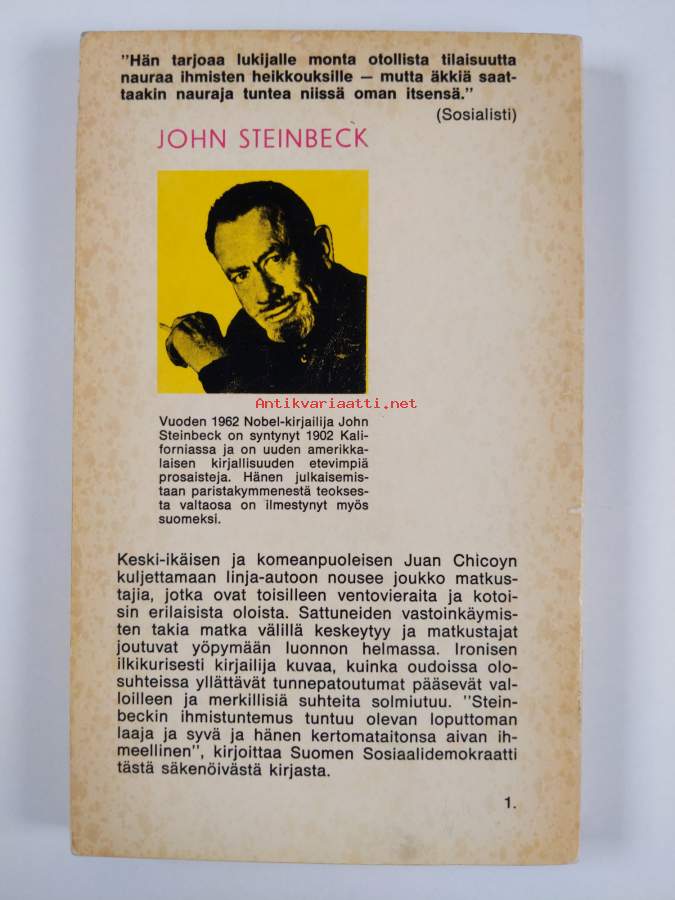 "Hän tarjoaa lukijalle monta otollista tilaisuutta
nauraa ihmisten heikkouksille — mutta äkkiä saat-
taakin nauraja tuntea niissä oman itsensä."
(Sosialisti)
JOHN STEINBECK
Antikvariaatti.net
Vuoden 1962 Nobel-kirjailija John
Steinbeck on syntynyt 1902 Kali-
forniassa ja on uuden amerikka-
laisen kirjallisuuden etevimpiä
prosaisteja. Hänen julkaisemis-
taan paristakymmenestä teokses-
ta valtaosa on ilmestynyt myös
suomeksi.
Keski-ikäisen ja komeanpuoleisen Juan Chicoyn
kuljettamaan linja-autoon nousee joukko matkus-
tajia, jotka ovat toisilleen ventovieraita ja kotoi-
sin erilaisista oloista. Sattuneiden vastoinkäymis-
ten takia matka välillä keskeytyy ja matkustajat
joutuvat yöpymään luonnon helmassa. Ironisen
ilkikurisesti kirjailija kuvaa, kuinka oudoissa olo-
suhteissa yllättävät tunnepatoutumat pääsevät val-
loilleen ja merkillisiä suhteita solmiutuu. "Stein-
beckin ihmistuntemus tuntuu olevan loputtoman
laaja ja syvä ja hänen kertomataitonsa aivan ih-
meellinen", kirjoittaa Suomen Sosiaalidemokraatti
tästä säkenöivästä kirjasta.
1.